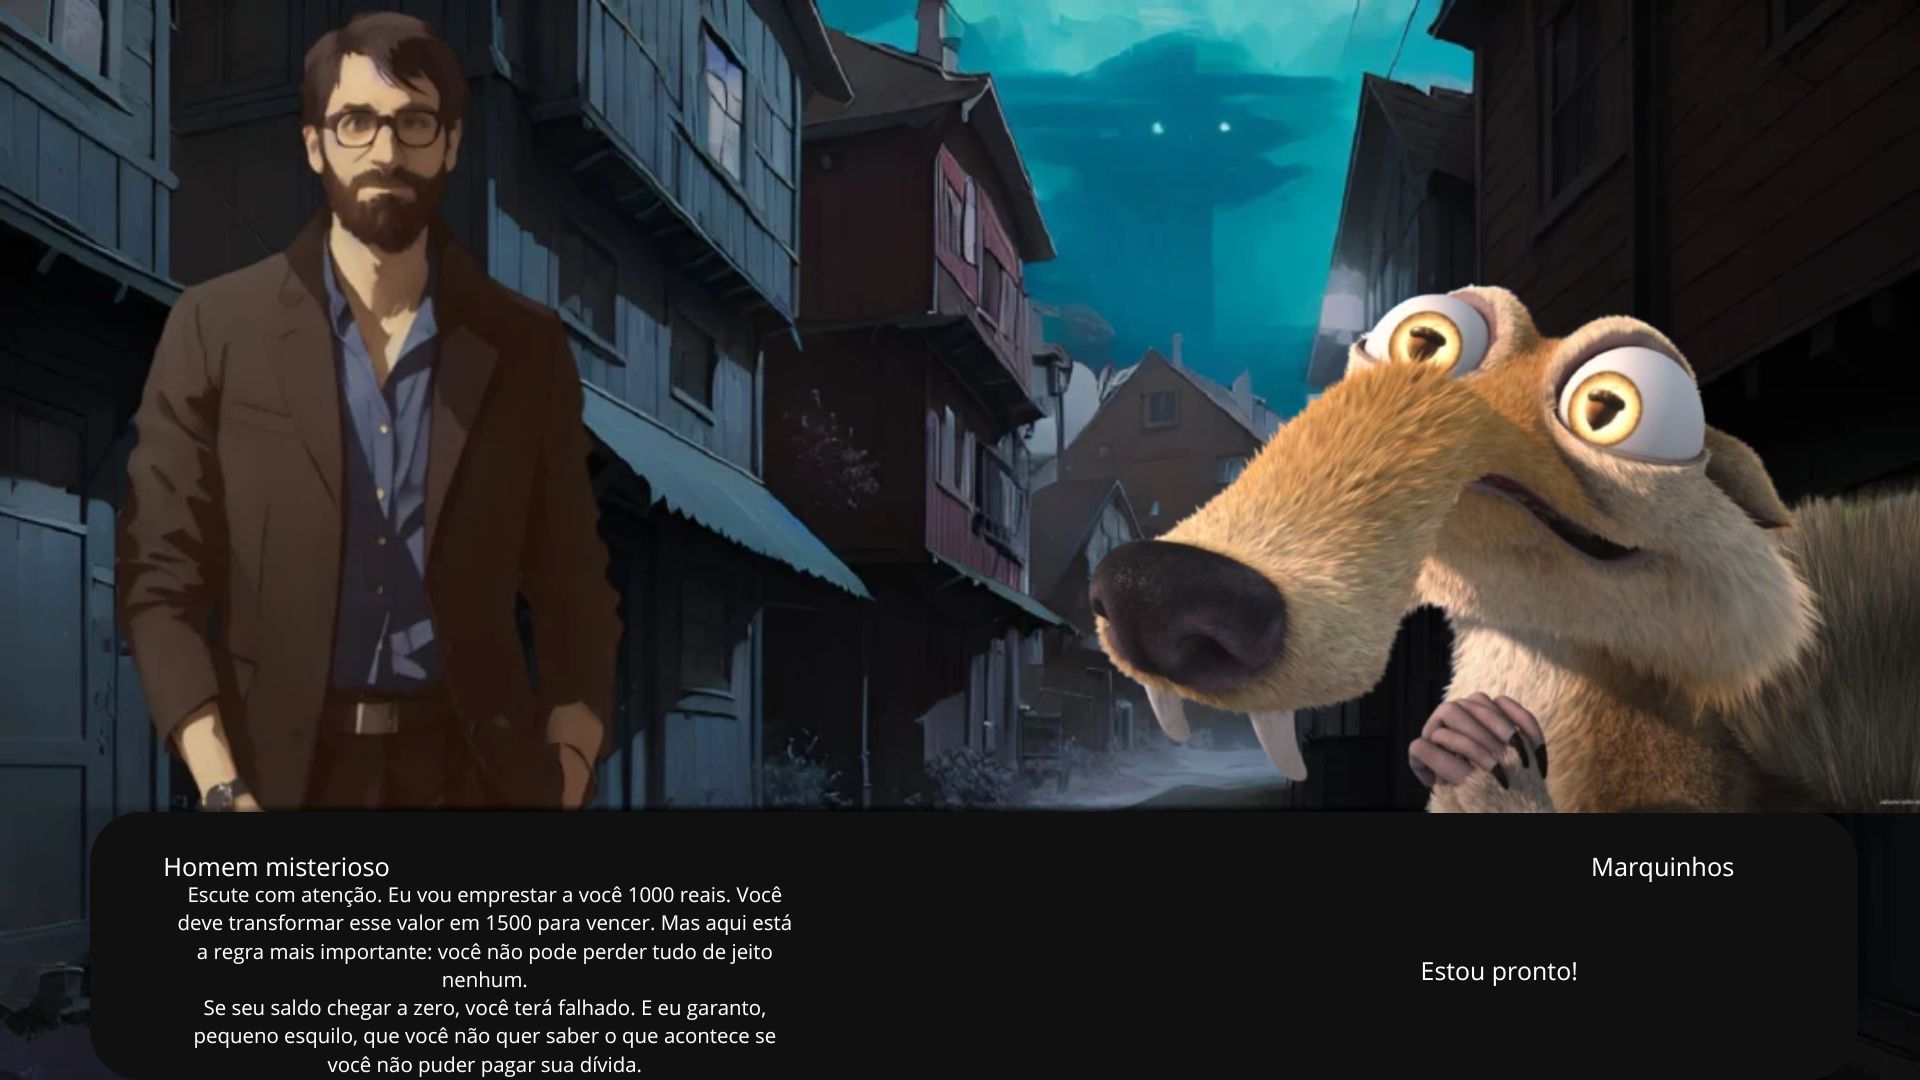 Homem misterioso
Escute com atenção. Eu vou emprestar a você 1000 reais. Você
deve transformar esse valor em 1500 para vencer. Mas aqui está
a regra mais importante: você não pode perder tudo de jeito
nenhum.
Se seu saldo chegar a zero, você terá falhado. E eu garanto,
pequeno esquilo, que você não quer saber o que acontece se
você não puder pagar sua dívida.
Marquinhos
Estou pronto!